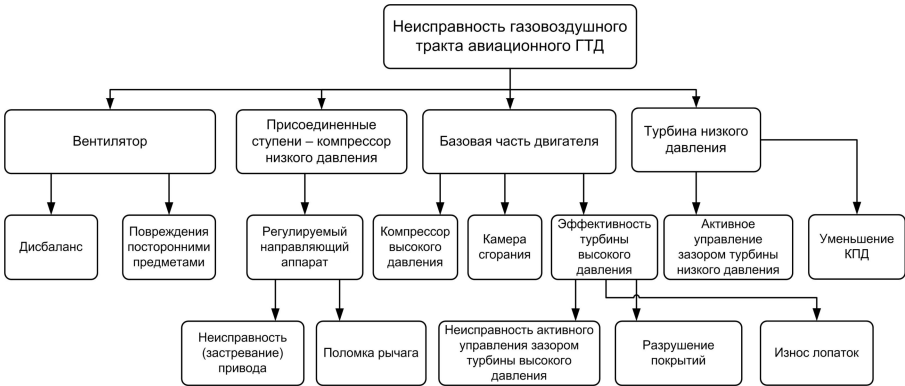 Неисправность газовоздушного
тракта авиационного ГТД
Вентилятор
Присоединенные
ступени – компрессор
низкого давления
Базовая часть двигателя
Турбина низкого
давления
Дисбаланс
Повреждения
посторонними
предметами
Регулируемый
направляющий
аппарат
Компрессор
высокого
давления
Камера
сгорания
Эффективность
турбины
высокого
давления
Активное
управление
зазором турбины
низкого давления
Уменьшение
КПД
Неисправность
(застревание)
привода
Поломка рычага
Неисправность активного
управления зазором
турбины высокого
давления
Разрушение
покрытий
Износ лопаток